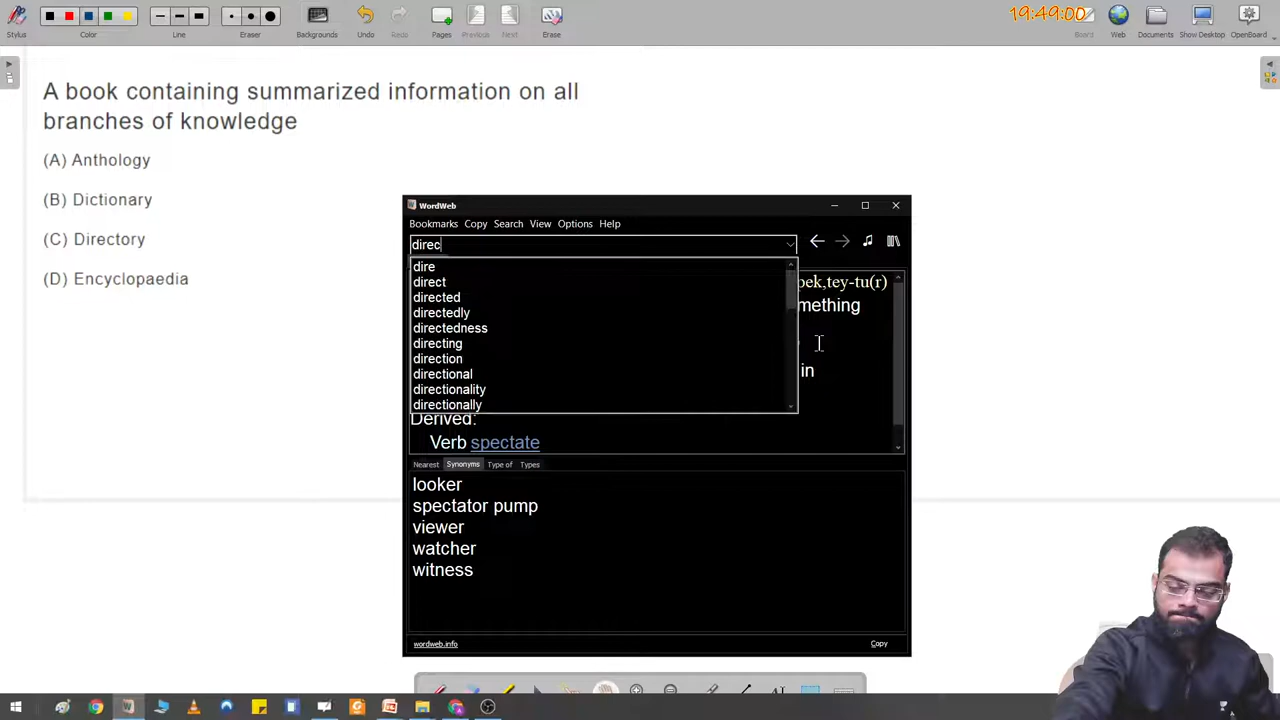 19:49:00
Stylus
Color
Line
Eraser
Backgrounds
Undo
Redo
Pages
Previous
Next
Erase
Board
Web
Documents
Show Desktop
OpenBoard
A book containing summarized information on all
branches of knowledge
(A) Anthology
(B) Dictionary
(C) Directory
(D) Encyclopaedia
WordWeb
Bookmarks Copy Search View Options Help
direc
dire
direct
directed
directedly
directedness
directing
direction
directional
directionality
directionally
pek,tey-tu(r)
mething
in
Derived:
Verb spectate
Nearest Synonyms Type of Types
looker
spectator pump
viewer
watcher
witness
wordweb.info
Copy